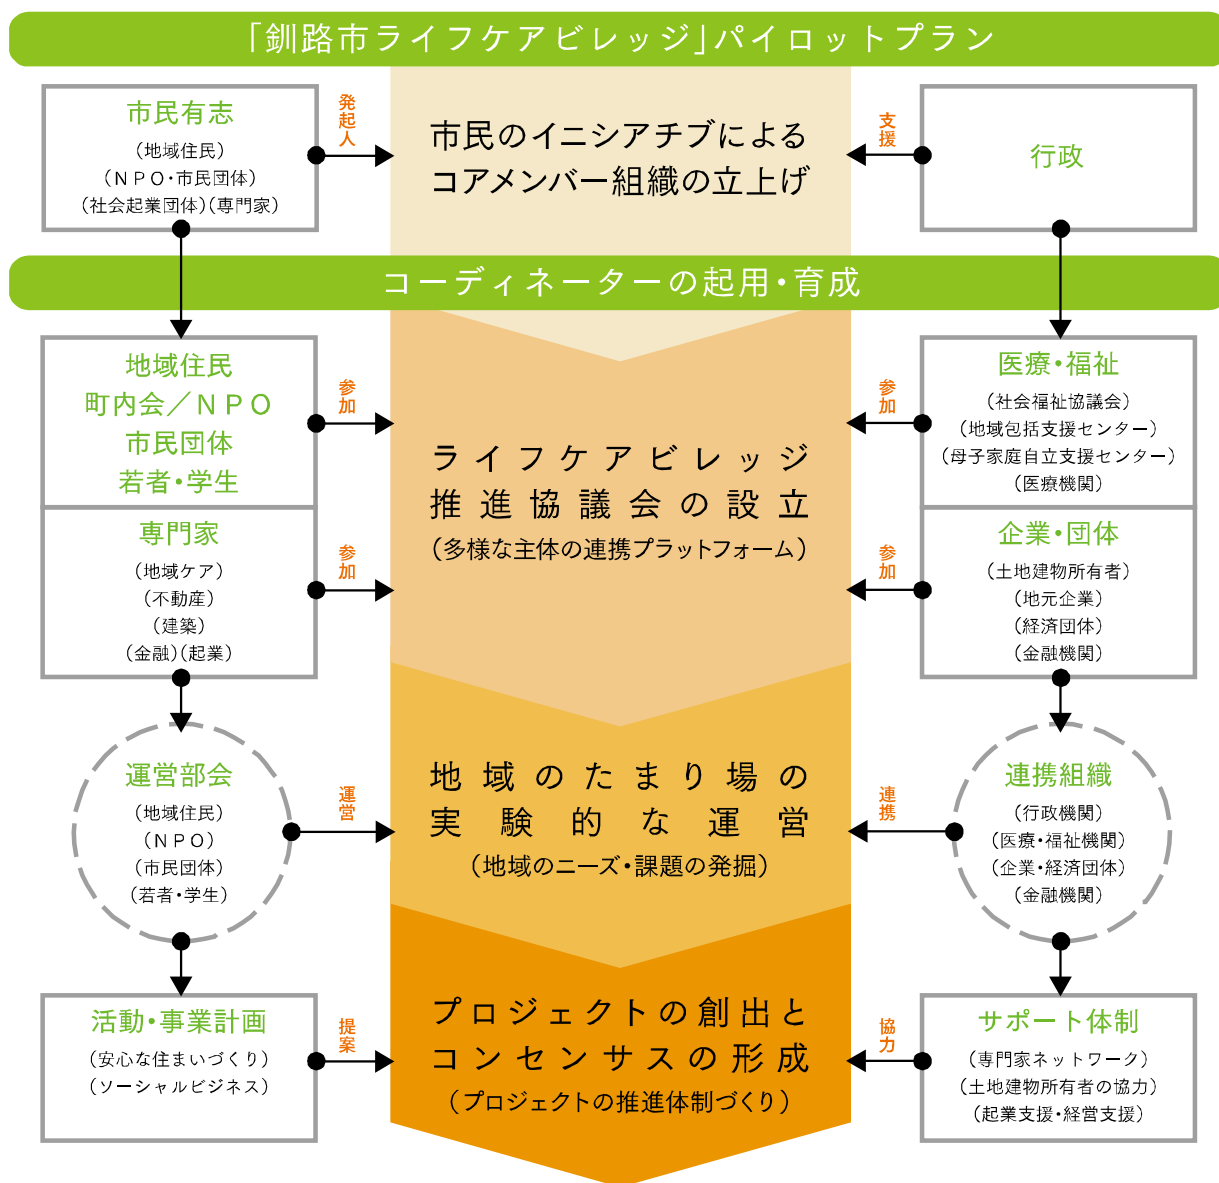 「釧路市ライフケアビレッジ」パイロットプラン
市民有志
（地域住民）
（ＮＰＯ・市民団体）
（社会起業団体）（専門家）
発起人
市民のイニシアチブによる
コアメンバー組織の立上げ
支援
行政
コーディネーターの起用・育成
地域住民
町内会／ＮＰＯ
市民団体
若者・学生
参加
専門家
（地域ケア）
（不動産）
（建築）
（金融）（起業）
参加
ライフケアビレッジ
推進協議会の設立
（多様な主体の連携プラットフォーム）
参加
医療・福祉
（社会福祉協議会）
（地域包括支援センター）
（母子家庭自立支援センター）
（医療機関）
参加
企業・団体
（土地建物所有者）
（地元企業）
（経済団体）
（金融機関）
運営部会
（地域住民）
（ＮＰＯ）
（市民団体）
（若者・学生）
運営
地域のたまり場の
実験的な運営
（地域のニーズ・課題の発掘）
連携
連携組織
（行政機関）
（医療・福祉機関）
（企業・経済団体）
（金融機関）
活動・事業計画
（安心な住まいづくり）
（ソーシャルビジネス）
提案
プロジェクトの創出と
コンセンサスの形成
（プロジェクトの推進体制づくり）
協力
サポート体制
（専門家ネットワーク）
（土地建物所有者の協力）
（起業支援・経営支援）